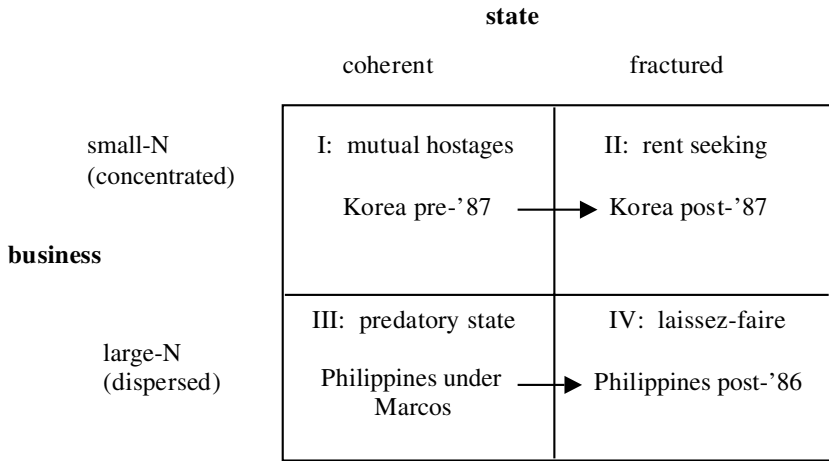 state
coherent fractured
small-N I: mutual hostages II: rent seeking
(concentrated)
Korea pre-’87 Korea post-’87
business
III: predatory state IV: laissez-faire
large-N
(dispersed) Philippines under Philippines post-’86
Marcos